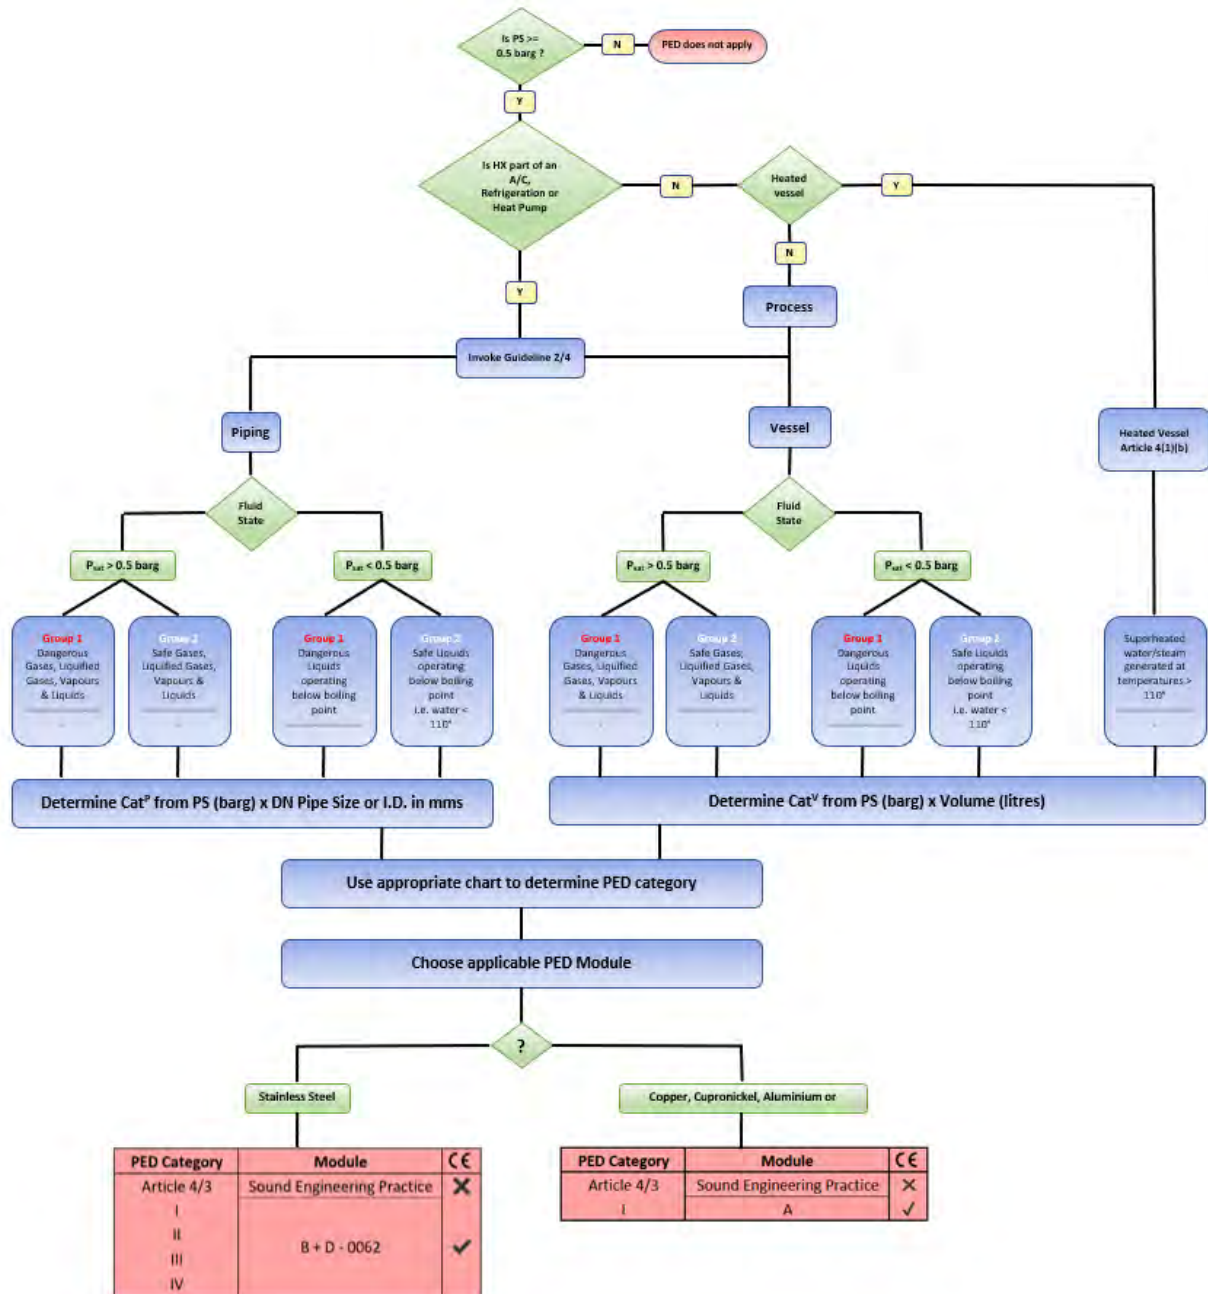 Is PS >=
0.5 barg ?
N
PED does not apply
Y
Is HX part of an
A/C,
Refrigeration or
Heat Pump
N
Heated
vessel
Y
N
Y
Process
Invoke Guideline 2/4
Piping
Vessel
Heated Vessel
Article 4(1)(b)
Fluid
State
Fluid
State
Psat > 0.5 barg
Psat < 0.5 barg
Psat > 0.5 barg
Psat < 0.5 barg
Group 1
Dangerous
Gases, Liquified
Gases, Vapours
& Liquids
Group 2
Safe Gases,
Liquified Gases,
Vapours &
Liquids
Group 1
Dangerous
Liquids
operating
below boiling
point
Group 2
Safe Liquids
operating
below boiling
point
i.e. water <
110°
Group 1
Dangerous
Gases, Liquified
Gases, Vapours
& Liquids
Group 2
Safe Gases,
Liquified Gases,
Vapours &
Liquids
Group 1
Dangerous
Liquids
operating
below boiling
point
Group 2
Safe Liquids
operating
below boiling
point
i.e. water <
110°
Superheated
water/steam
generated at
temperatures >
110°
Determine Catᴾ from PS (barg) x DN Pipe Size or I.D. in mms
Determine Catⱽ from PS (barg) x Volume (litres)
Use appropriate chart to determine PED category
Choose applicable PED Module
?
Stainless Steel
Copper, Cupronickel, Aluminium or
PED Category Module CE
Article 4/3 Sound Engineering Practice ✕
I
II
III
IV
B + D - 0062 ✓
PED Category Module CE
Article 4/3 Sound Engineering Practice ✕
I A ✓